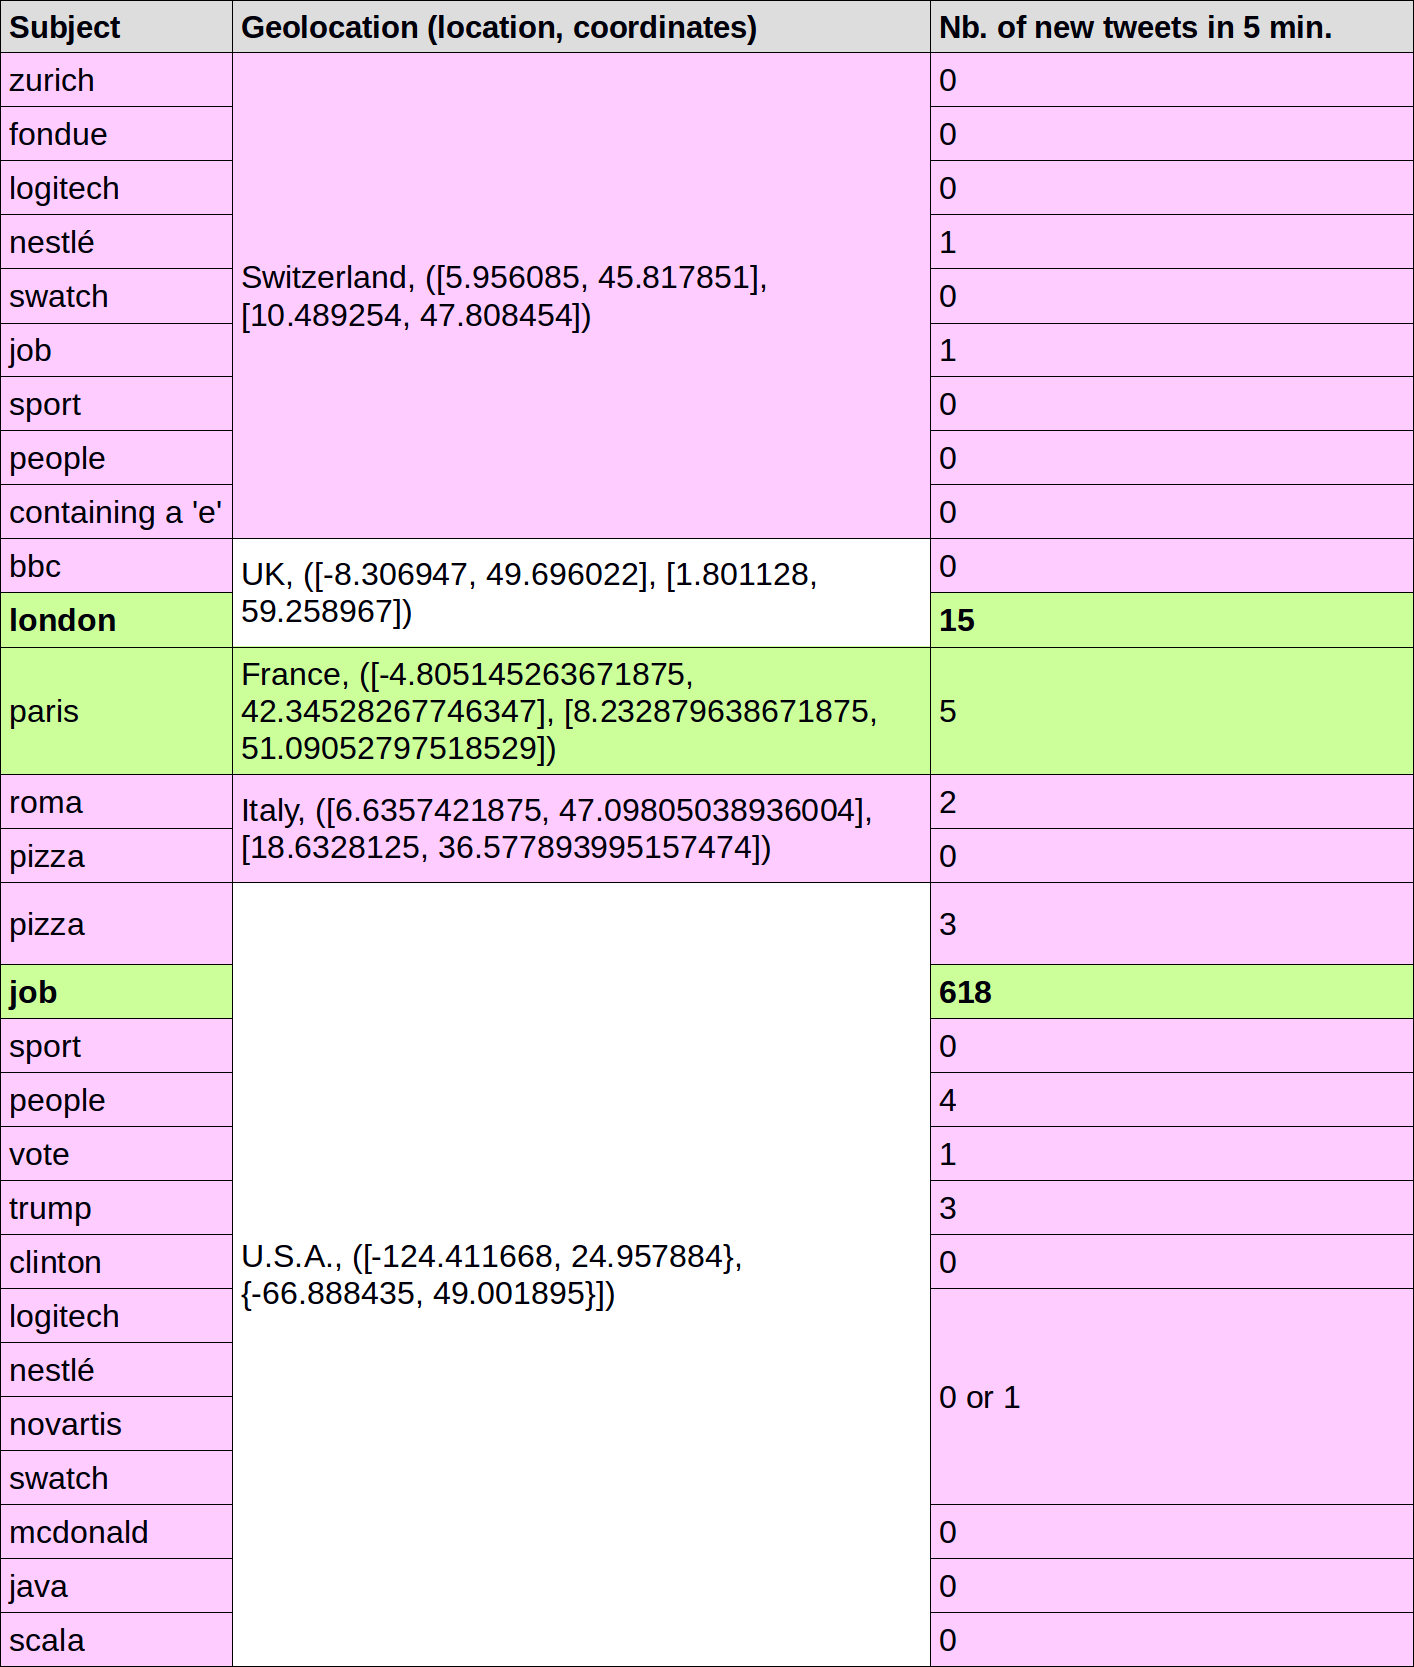 Subject Geolocation (location, coordinates) Nb. of new tweets in 5 min.
zurich 0
fondue 0
logitech 0
nestlé 1
Switzerland, ([5.956085, 45.817851],
[10.489254, 47.808454])
swatch 0
job 1
sport 0
people 0
containing a 'e' 0
bbc 0
UK, ([-8.306947, 49.696022], [1.801128,
59.258967])
london 15
France, ([-4.805145263671875,
paris 42.34528267746347], [8.232879638671875, 5
51.09052797518529])
roma 2
Italy, ([6.6357421875, 47.09805038936004],
[18.6328125, 36.577893995157474])
pizza 0
pizza 3
job 618
sport 0
people 4
vote 1
trump 3
U.S.A., ([-124.411668, 24.957884},
{-66.888435, 49.001895}])
clinton 0
logitech
nestlé
0 or 1
novartis
swatch
mcdonald 0
java 0
scala 0